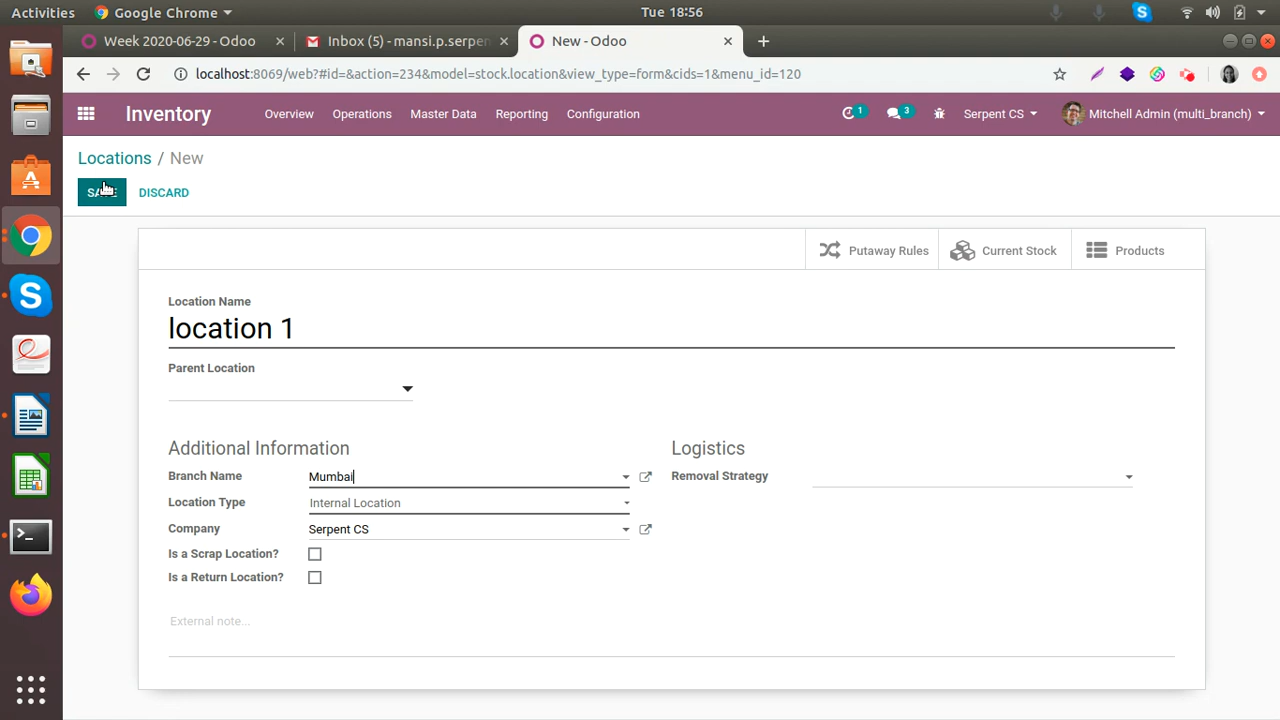 Activities Google Chrome Tue 18:56
Week 2020-06-29 - Odoo Inbox (5) - mansi.p.serpen New - Odoo
localhost:8069/web?#id=&action=234&model=stock.location&view_type=form&cids=1&menu_id=120
Inventory Overview Operations Master Data Reporting Configuration 1 3 Serpent CS Mitchell Admin (multi_branch)
Locations / New
DISCARD
Putaway Rules Current Stock Products
Location Name
location 1
Parent Location
Additional Information Logistics
Branch Name Mumbai Removal Strategy
Location Type Internal Location
Company Serpent CS
Is a Scrap Location?
Is a Return Location?
External note...